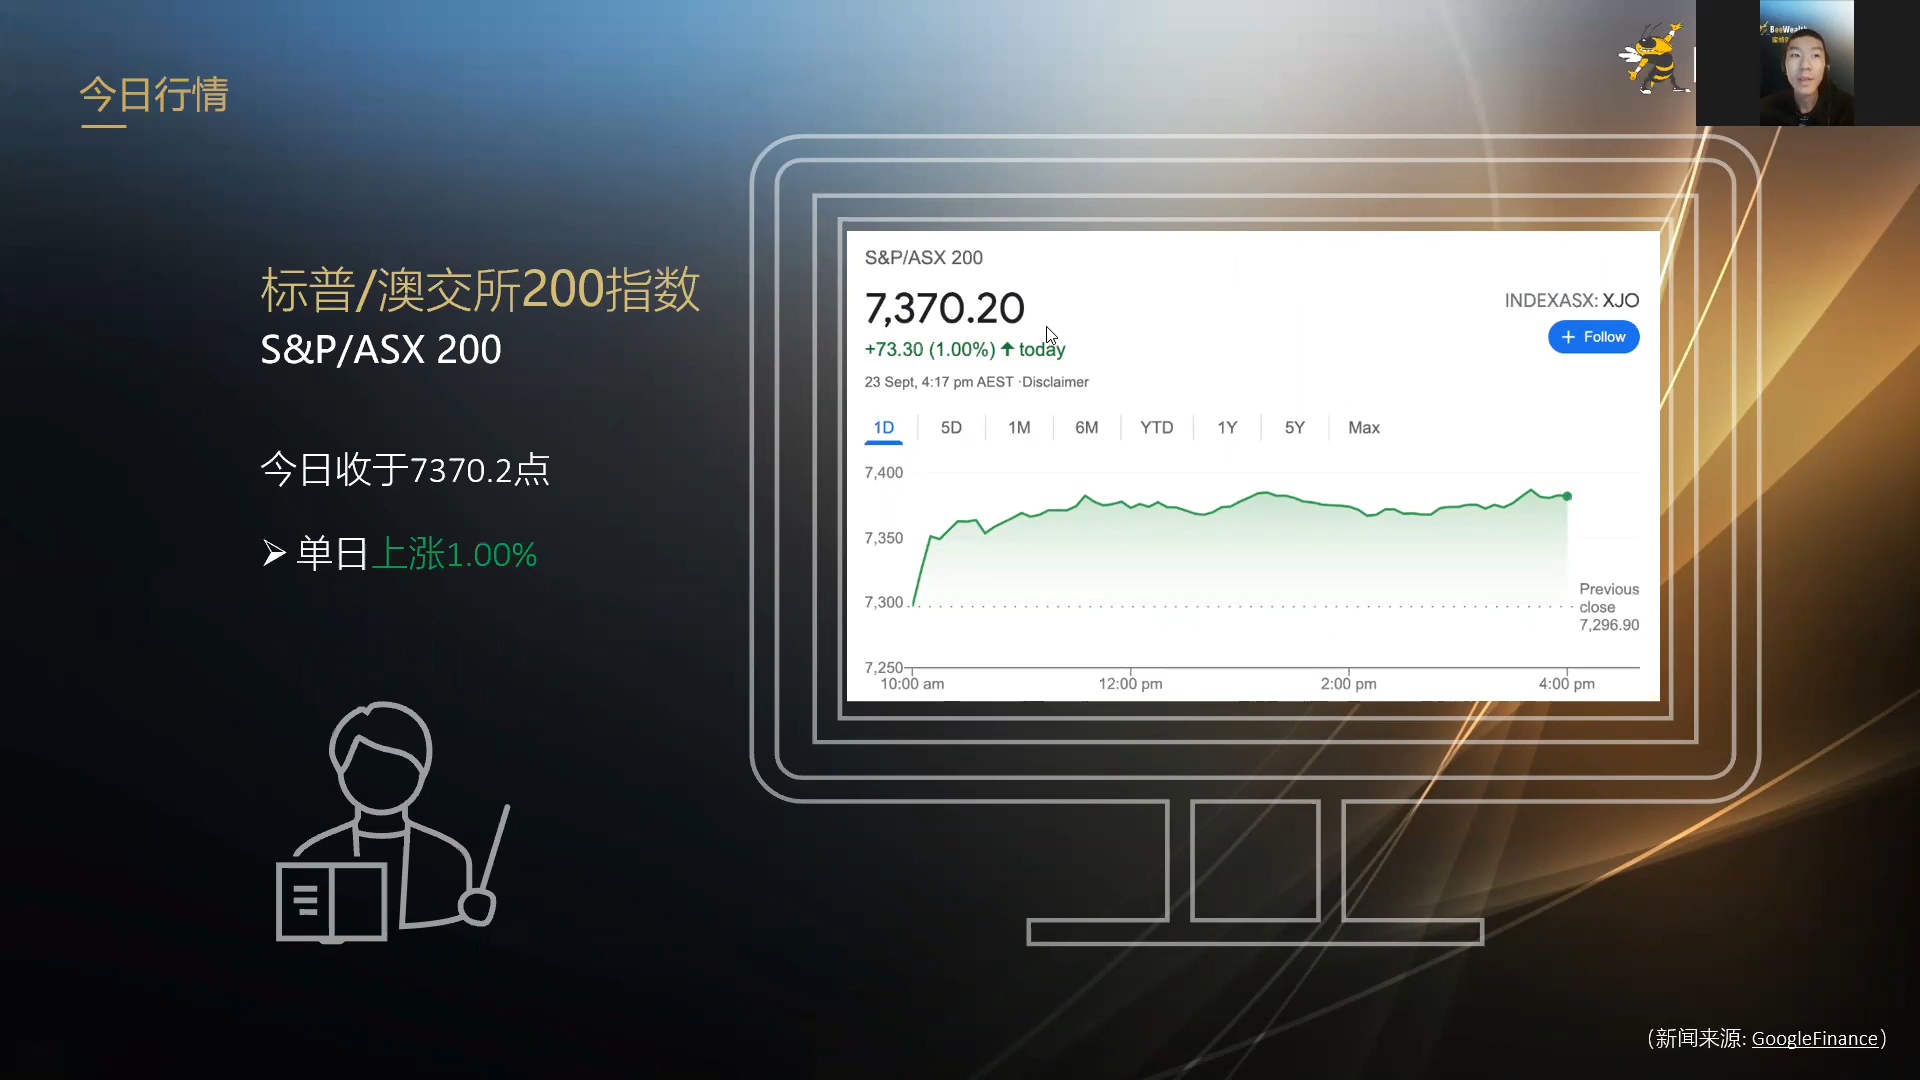 今日行情
BeeWealth
标普/澳交所200指数
S&P/ASX 200
今日收于7370.2点
➢ 单日上涨1.00%
S&P/ASX 200
7,370.20
INDEXASX: XJO
+73.30 (1.00%) ↑ today
+ Follow
23 Sept, 4:17 pm AEST ·Disclaimer
1D 5D 1M 6M YTD 1Y 5Y Max
7,400
7,350
7,300
7,250
Previous
close
7,296.90
10:00 am 12:00 pm 2:00 pm 4:00 pm
(新闻来源: GoogleFinance)